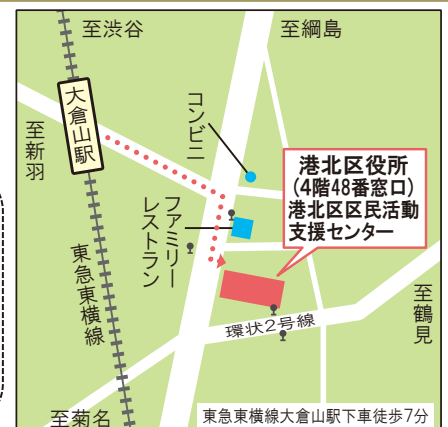 至渋谷
至綱島
大倉山駅
至新羽
コンビニ
港北区役所
(4階48番窓口)
港北区区民活動
支援センター
ファミリー
レストラン
東急東横線
環状2号線
至鶴見
至菊名
東急東横線大倉山駅下車徒歩7分